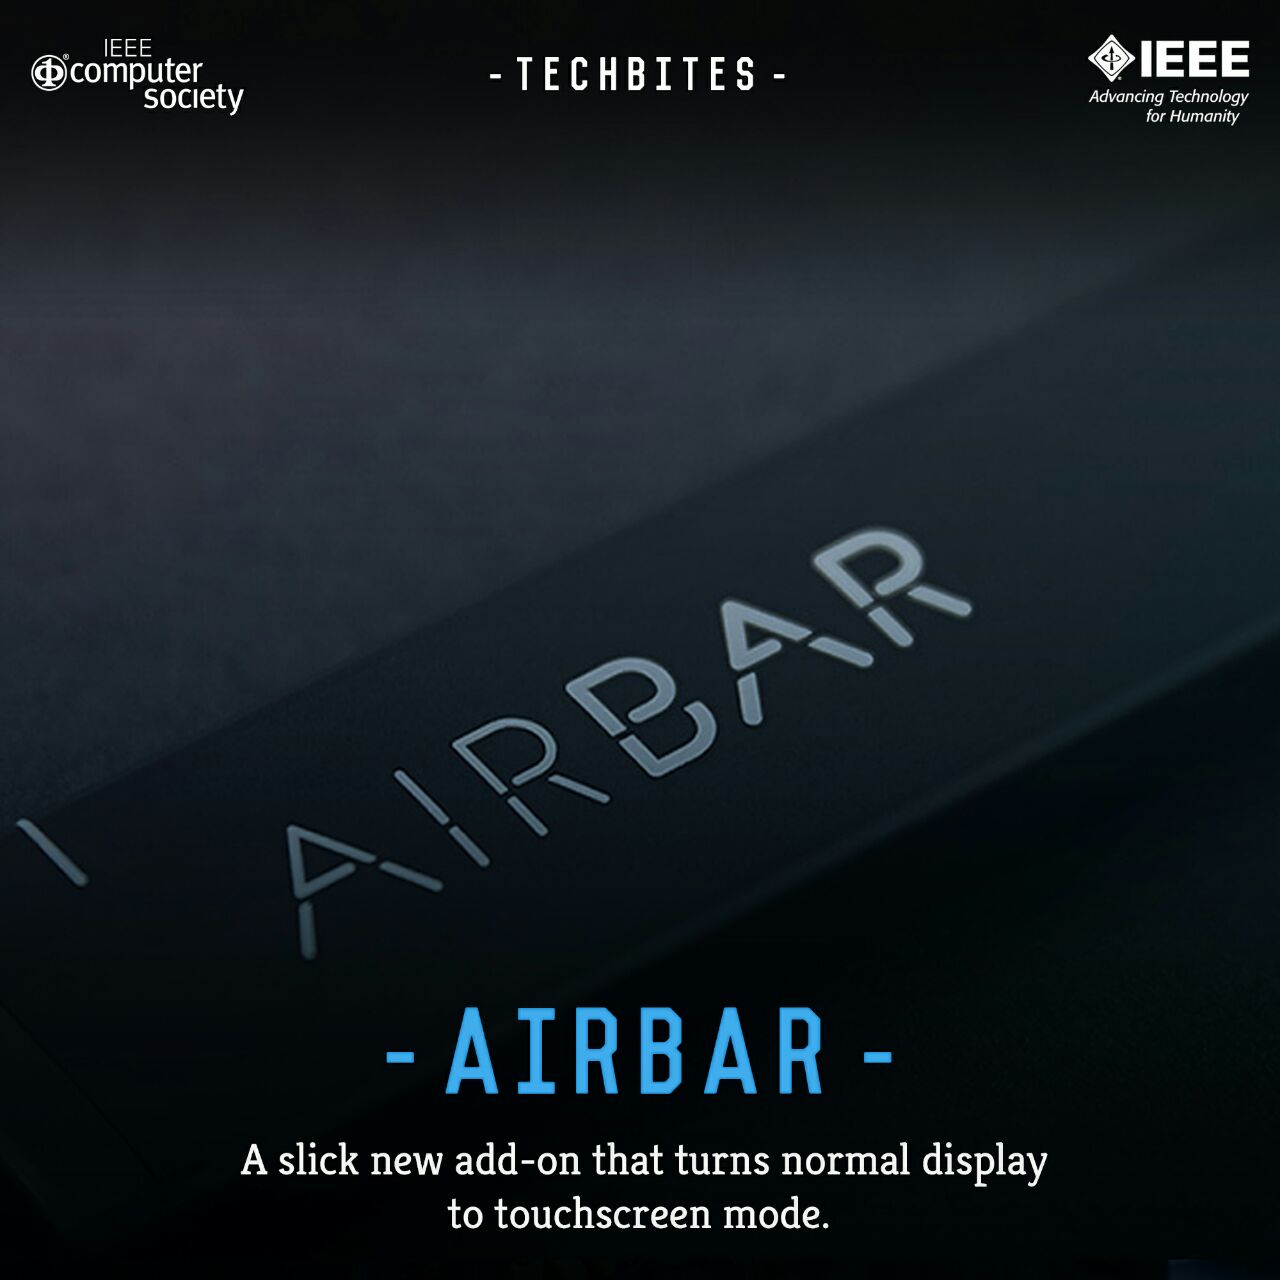 IEEE
computer
society
- TECHBITES -
IEEE
Advancing Technology
for Humanity
AIRBAR
- AIRBAR -
A slick new add-on that turns normal display
to touchscreen mode.